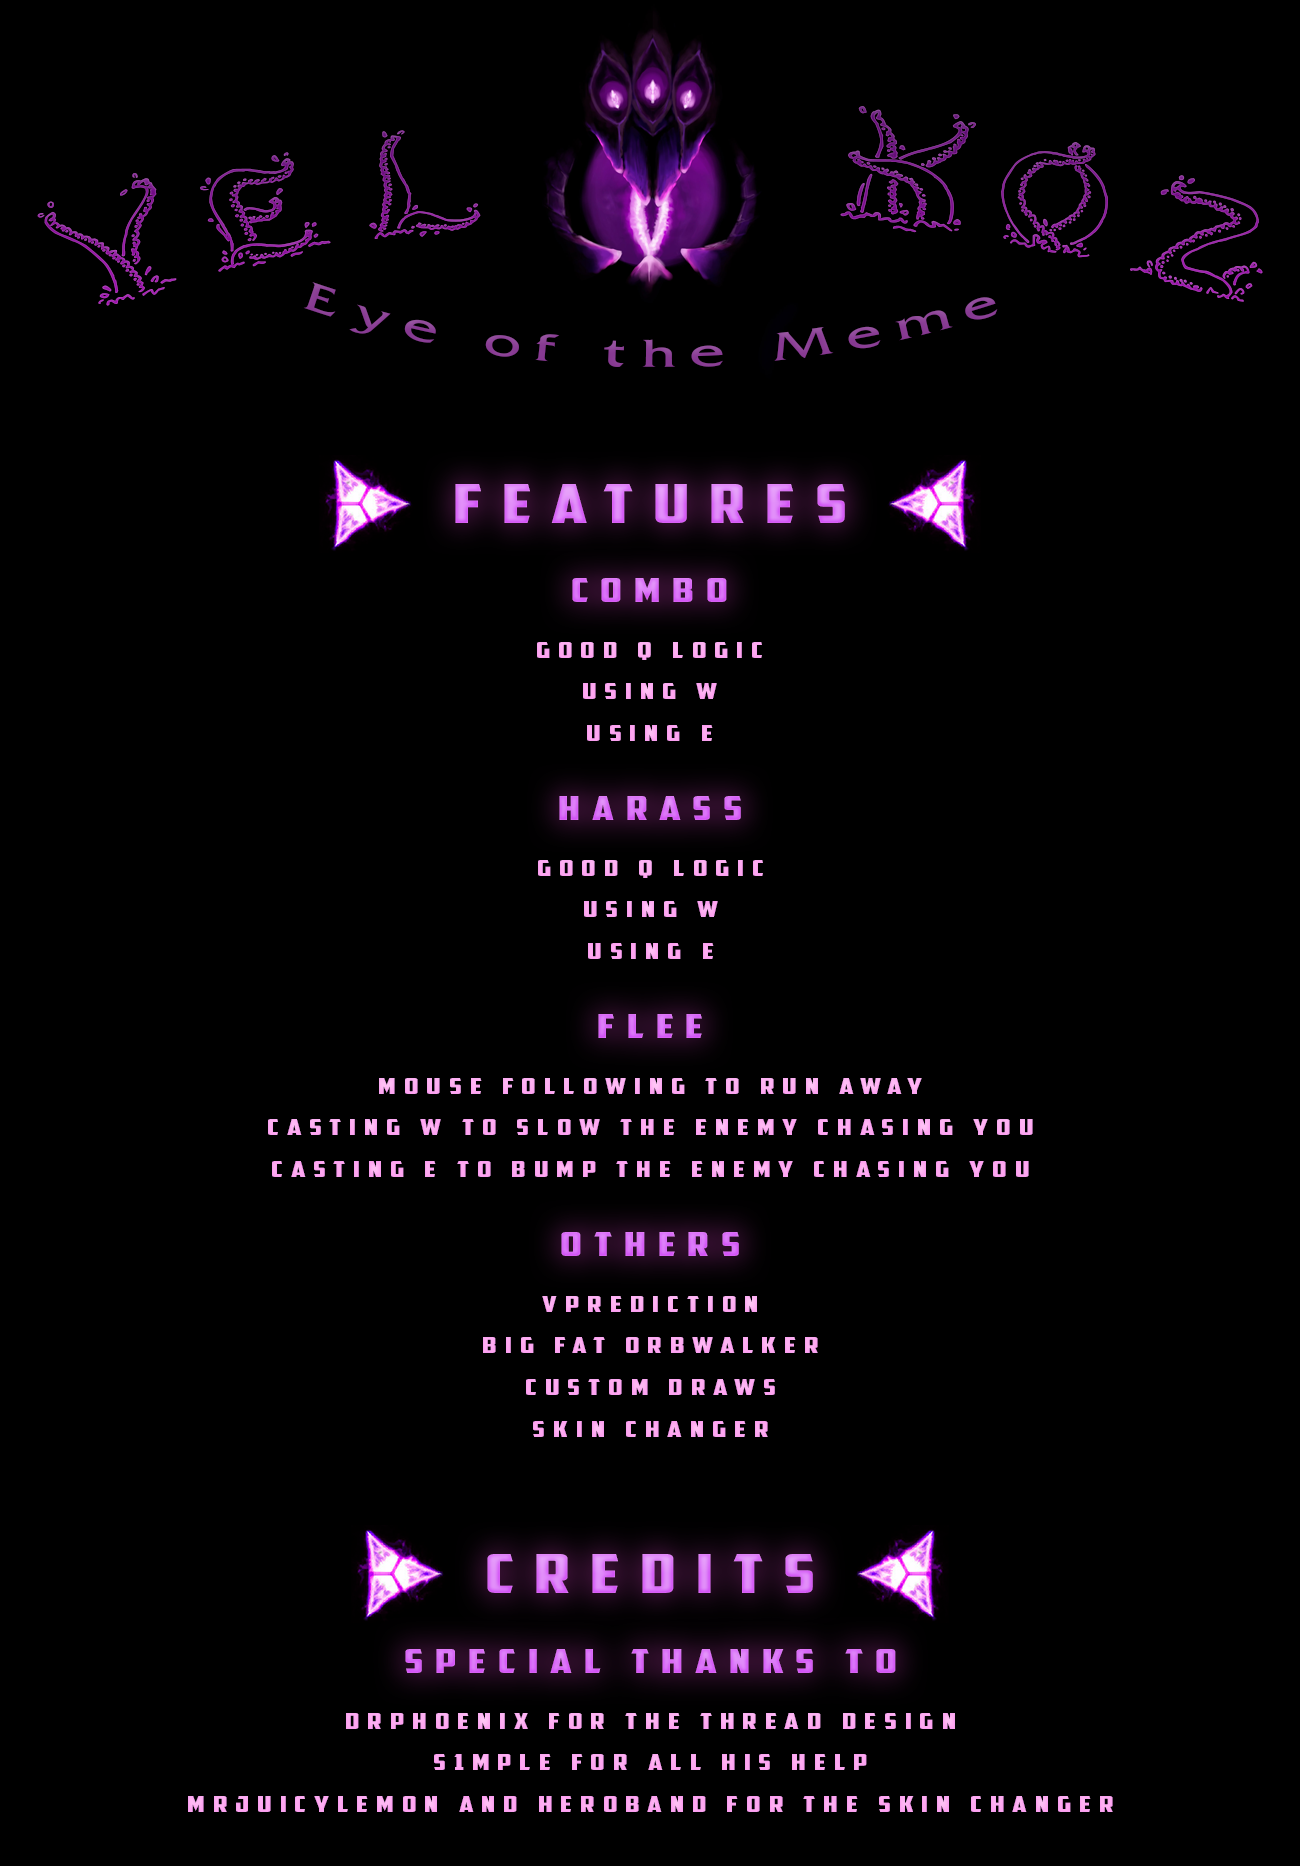 YEL KOZ
Eye of the Meme
FEATURES
COMBO
GOOD Q LOGIC
USING W
USING E
HARASS
GOOD Q LOGIC
USING W
USING E
FLEE
MOUSE FOLLOWING TO RUN AWAY
CASTING W TO SLOW THE ENEMY CHASING YOU
CASTING E TO BUMP THE ENEMY CHASING YOU
OTHERS
VPREDICTION
BIG FAT ORBWALKER
CUSTOM DRAWS
SKIN CHANGER
CREDITS
SPECIAL THANKS TO
DRPHOENIX FOR THE THREAD DESIGN
S1MPLE FOR ALL HIS HELP
MRJUICYLEMON AND HEROBAND FOR THE SKIN CHANGER